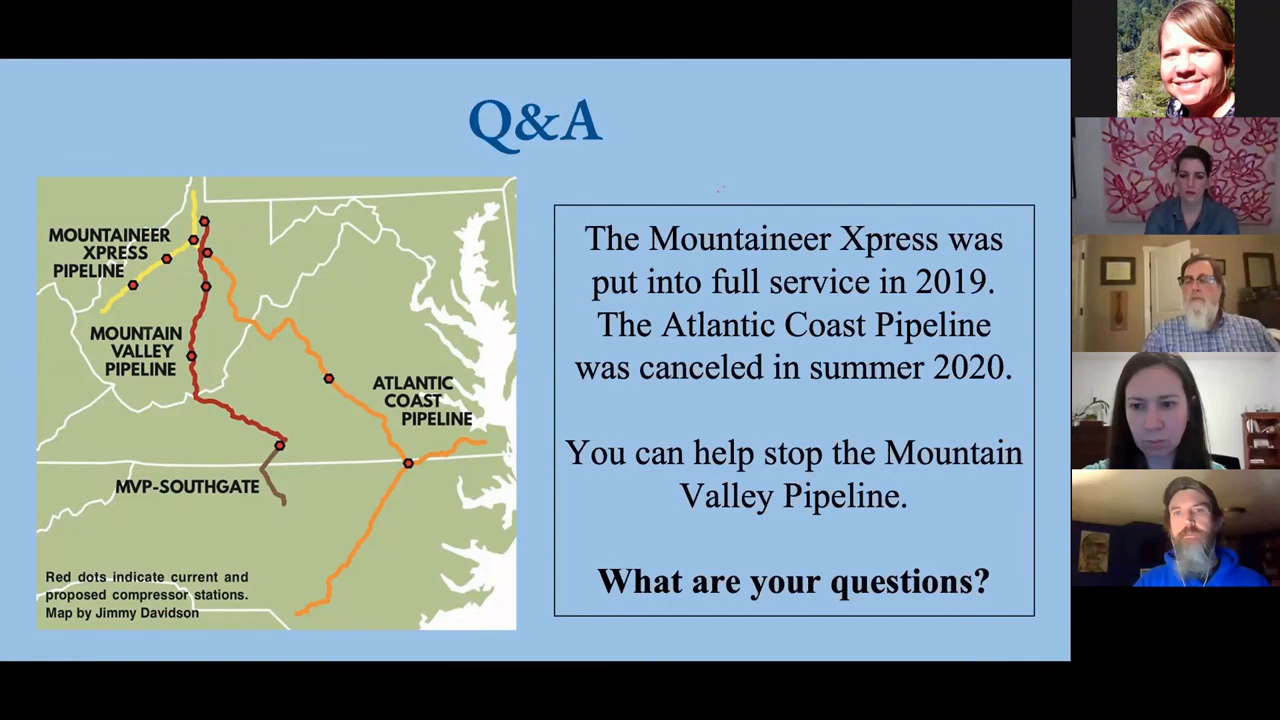 Q&A
MOUNTAINEER
XPRESS
PIPELINE
MOUNTAIN
VALLEY
PIPELINE
ATLANTIC
COAST
PIPELINE
MVP-SOUTHGATE
Red dots indicate current and
proposed compressor stations.
Map by Jimmy Davidson
The Mountaineer Xpress was
put into full service in 2019.
The Atlantic Coast Pipeline
was canceled in summer 2020.
You can help stop the Mountain
Valley Pipeline.
What are your questions?